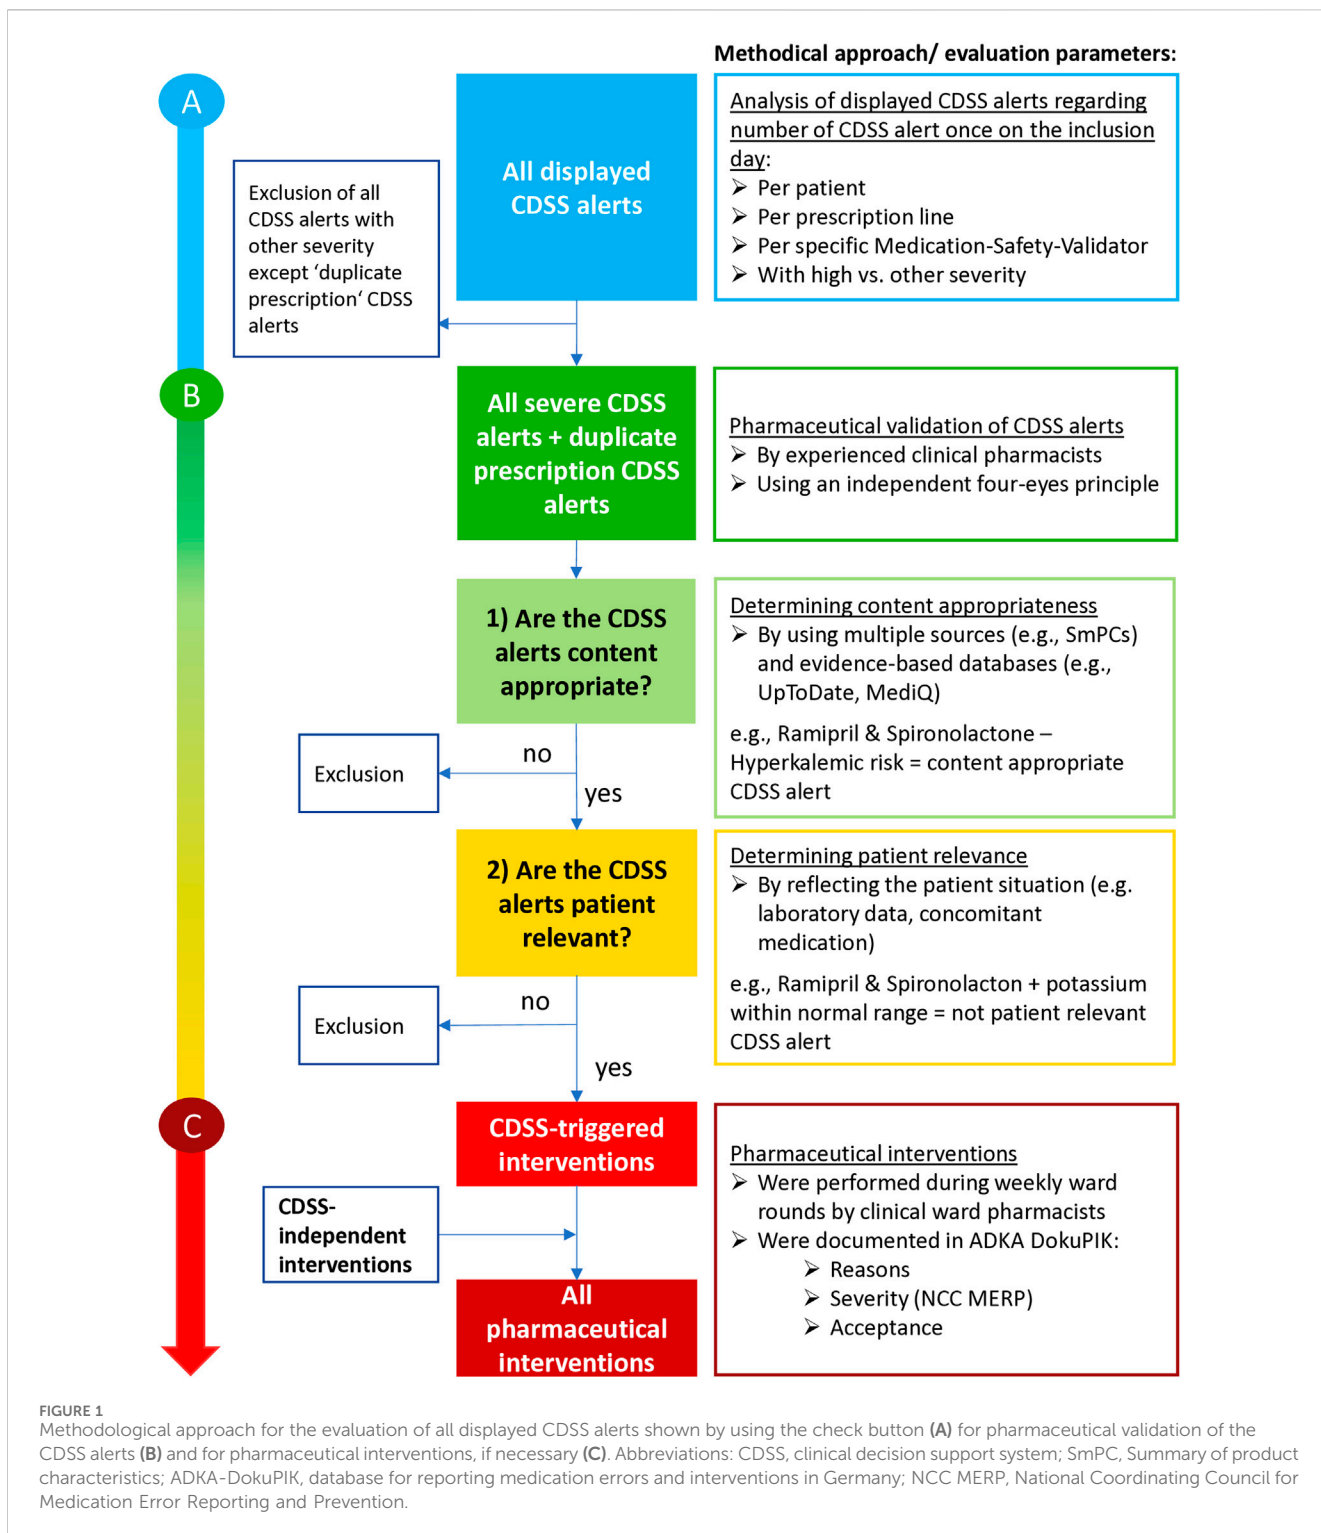 Methodical approach/ evaluation parameters:
A
All displayed
CDSS alerts
Analysis of displayed CDSS alerts regarding
number of CDSS alert once on the inclusion
day:
➢ Per patient
➢ Per prescription line
➢ Per specific Medication-Safety-Validator
➢ With high vs. other severity
Exclusion of all
CDSS alerts with
other severity
except ‘duplicate
prescription‘ CDSS
alerts
B
All severe CDSS
alerts + duplicate
prescription CDSS
alerts
Pharmaceutical validation of CDSS alerts
➢ By experienced clinical pharmacists
➢ Using an independent four-eyes principle
1) Are the CDSS
alerts content
appropriate?
Determining content appropriateness
➢ By using multiple sources (e.g., SmPCs)
and evidence-based databases (e.g.,
UpToDate, MediQ)
e.g., Ramipril & Spironolactone –
Hyperkalemic risk = content appropriate
CDSS alert
no
Exclusion
yes
2) Are the CDSS
alerts patient
relevant?
Determining patient relevance
➢ By reflecting the patient situation (e.g.
laboratory data, concomitant
medication)
e.g., Ramipril & Spironolacton + potassium
within normal range = not patient relevant
CDSS alert
no
Exclusion
yes
C
CDSS-triggered
interventions
Pharmaceutical interventions
➢ Were performed during weekly ward
rounds by clinical ward pharmacists
➢ Were documented in ADKA DokuPIK:
➢ Reasons
➢ Severity (NCC MERP)
➢ Acceptance
CDSS-
independent
interventions
All
pharmaceutical
interventions
FIGURE 1
Methodological approach for the evaluation of all displayed CDSS alerts shown by using the check button (A) for pharmaceutical validation of the
CDSS alerts (B) and for pharmaceutical interventions, if necessary (C). Abbreviations: CDSS, clinical decision support system; SmPC, Summary of product
characteristics; ADKA-DokuPIK, database for reporting medication errors and interventions in Germany; NCC MERP, National Coordinating Council for
Medication Error Reporting and Prevention.